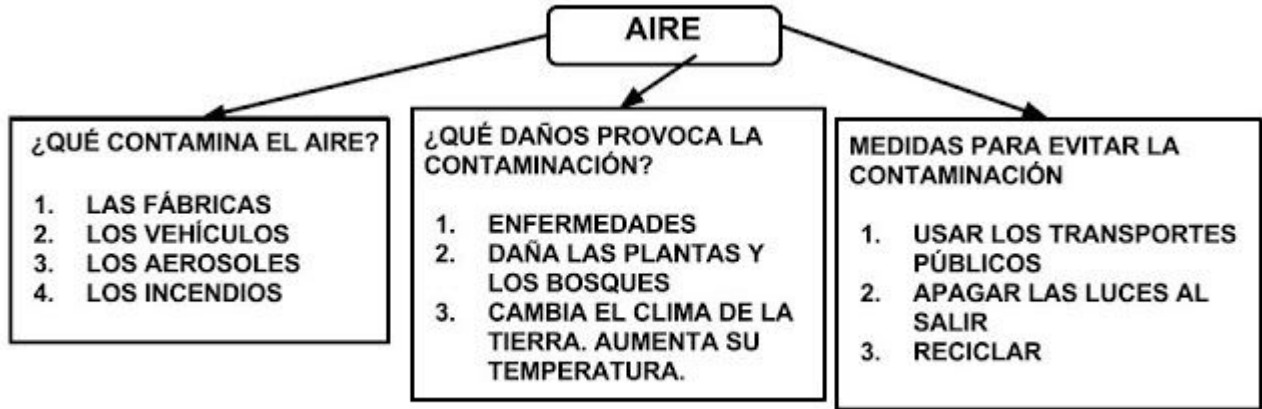 AIRE
¿QUÉ CONTAMINA EL AIRE?
1. LAS FÁBRICAS
2. LOS VEHÍCULOS
3. LOS AEROSOLES
4. LOS INCENDIOS
¿QUÉ DAÑOS PROVOCA LA
CONTAMINACIÓN?
1. ENFERMEDADES
2. DAÑA LAS PLANTAS Y
LOS BOSQUES
3. CAMBIA EL CLIMA DE LA
TIERRA. AUMENTA SU
TEMPERATURA.
MEDIDAS PARA EVITAR LA
CONTAMINACIÓN
1. USAR LOS TRANSPORTES
PÚBLICOS
2. APAGAR LAS LUCES AL
SALIR
3. RECICLAR